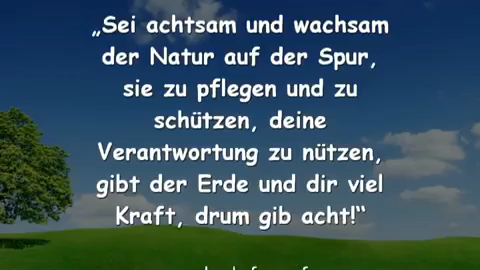 „Sei achtsam und wachsam
der Natur auf der Spur,
sie zu pflegen und zu
schützen, deine
Verantwortung zu nützen,
gibt der Erde und dir viel
Kraft, drum gib acht!“